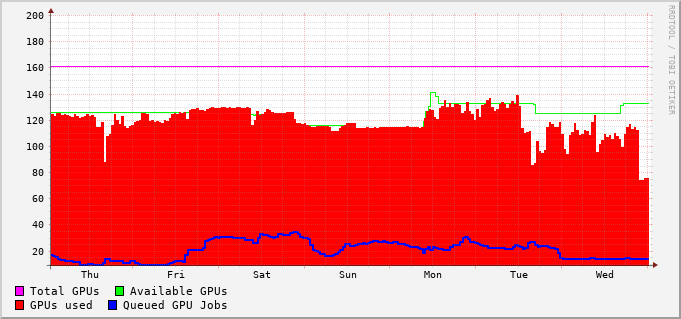 200
180
160
140
120
100
80
60
40
20
Thu Fri Sat Sun Mon Tue Wed
RRDTOOL / TOBI OETIKER
Total GPUs Available GPUs
GPUs used Queued GPU Jobs